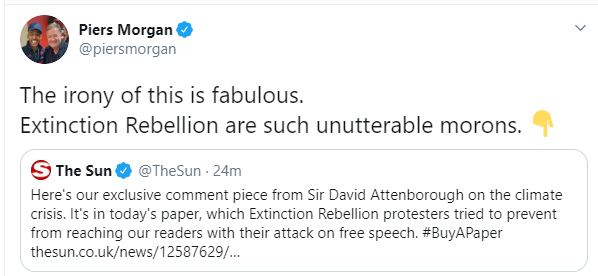 Piers Morgan
@piersmorgan
The irony of this is fabulous.
Extinction Rebellion are such unutterable morons. 👇
The Sun @TheSun · 24m
Here's our exclusive comment piece from Sir David Attenborough on the climate
crisis. It's in today's paper, which Extinction Rebellion protesters tried to prevent
from reaching our readers with their attack on free speech. #BuyAPaper
thesun.co.uk/news/12587629/...